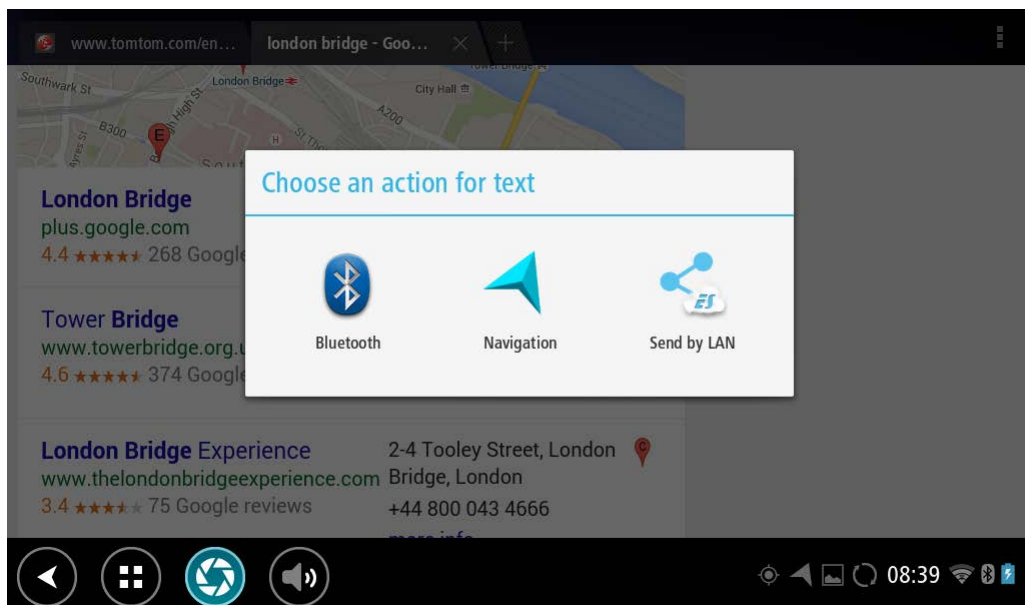 www.tomtom.com/en...
london bridge - Goo...
Southwark St
London Bridge
City Hall
Tower Bridge
B300
A200
E
H
London Bridge
plus.google.com
4.4 268 Google
Choose an action for text
Bluetooth
Navigation
ES
Send by LAN
Tower Bridge
www.towerbridge.org.u
4.6 374 Google
London Bridge Experience
www.thelondonbridgeexperience.com
3.4 75 Google reviews
2-4 Tooley Street, London
Bridge, London
+44 800 043 4666
more info
C
08:39